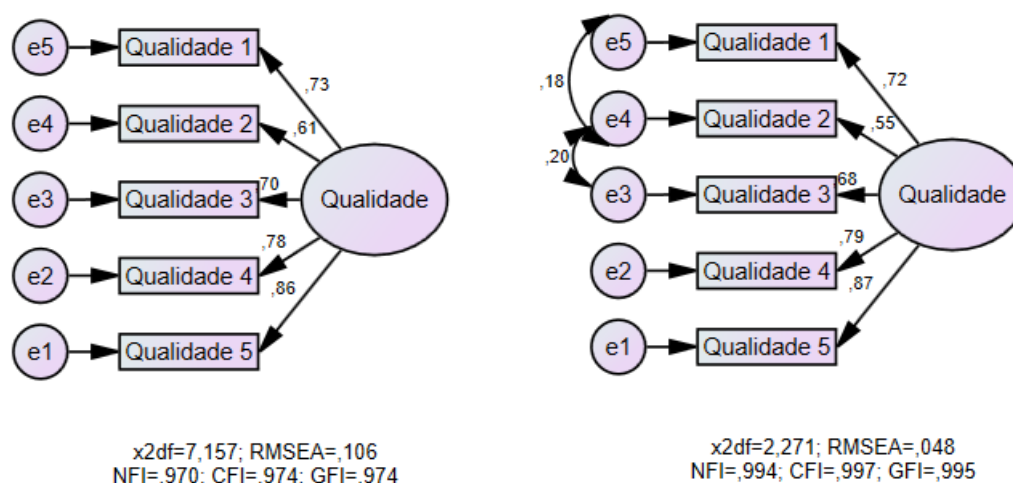 e5
Qualidade 1
,73
e4
Qualidade 2
,61
e3
Qualidade 3
,70
Qualidade
e2
Qualidade 4
,78
e1
Qualidade 5
,86
x2df=7,157; RMSEA=,106
NFI=,970; CFI=,974; GFI=,974
e5
Qualidade 1
,72
,18
e4
Qualidade 2
,55
,20
e3
Qualidade 3
,68
Qualidade
e2
Qualidade 4
,79
e1
Qualidade 5
,87
x2df=2,271; RMSEA=,048
NFI=,994; CFI=,997; GFI=,995